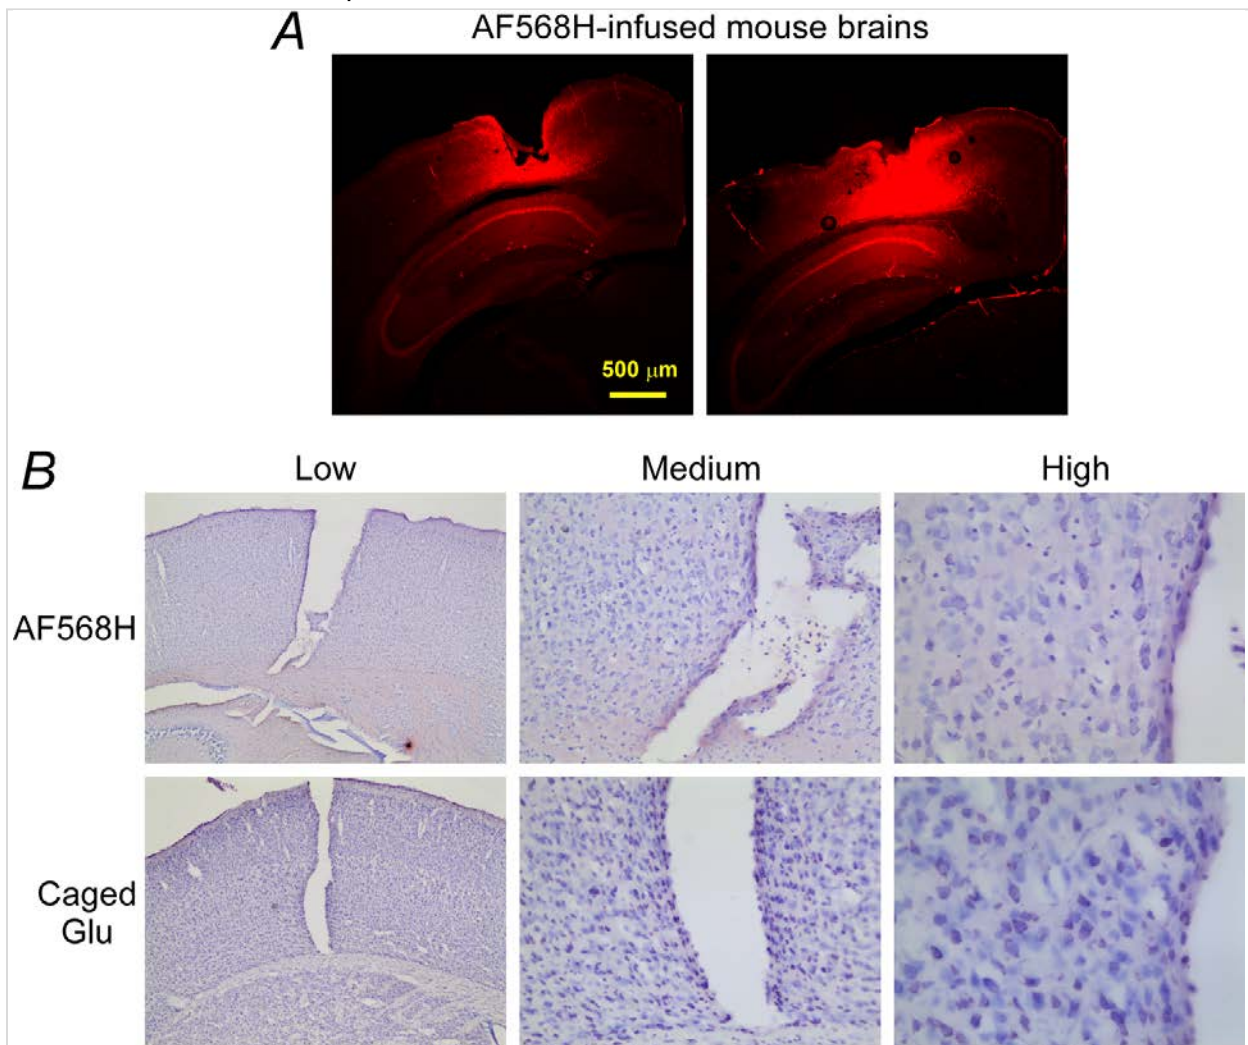 A
AF568H-infused mouse brains
500 μm
B
Low
Medium
High
AF568H
Caged
Glu